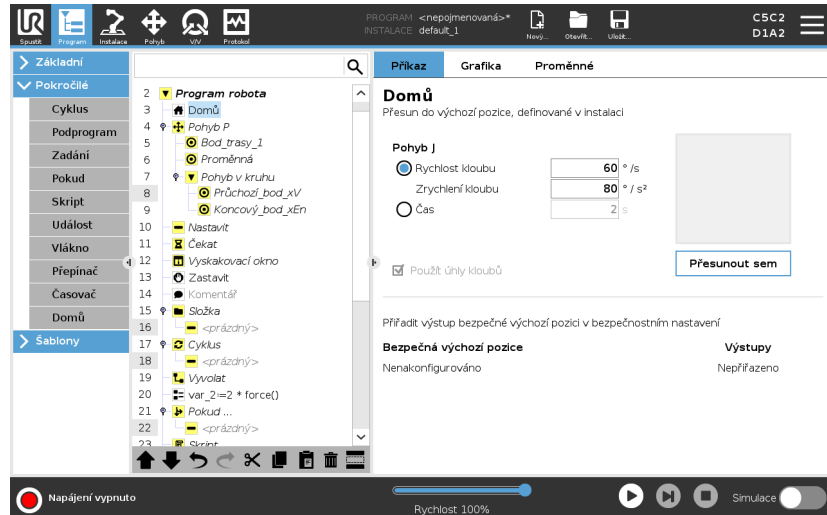 PROGRAM <nepojmenovaná>*
INSTALACE default_1
C5C2
D1A2
Spustit
Program
Instalace
Pohyb
V/V
Protokol
Nový...
Otevřít...
Uložit...
Základní
Pokročilé
Cyklus
Podprogram
Zadání
Pokud
Skript
Událost
Vlákno
Přepínač
Časovač
Domů
Šablony
2 Program robota
3 Domů
4 Pohyb P
5 Bod_trasy_1
6 Proměnná
7 Pohyb v kruhu
8 Průchozí_bod_xV
9 Koncový_bod_xEn
10 Nastavit
11 Čekat
12 Vyskakovací okno
13 Zastavit
14 Komentář
15 Složka
16 <prázdný>
17 Cyklus
18 <prázdný>
19 Vyvolat
20 var_2≔2 * force()
21 Pokud ...
22 <prázdný>
23 Skript
Příkaz
Grafika
Proměnné
Domů
Přesun do výchozí pozice, definované v instalaci
Pohyb J
Rychlost kloubu 60 °/s
Zrychlení kloubu 80 °/s²
Čas 2 s
Použít úhly kloubů
Přesunout sem
Přiřadit výstup bezpečné výchozí pozici v bezpečnostním nastavení
Bezpečná výchozí pozice Výstupy
Nenakonfigurováno Nepřiřazeno
Napájení vypnuto
Rychlost 100%
Simulace